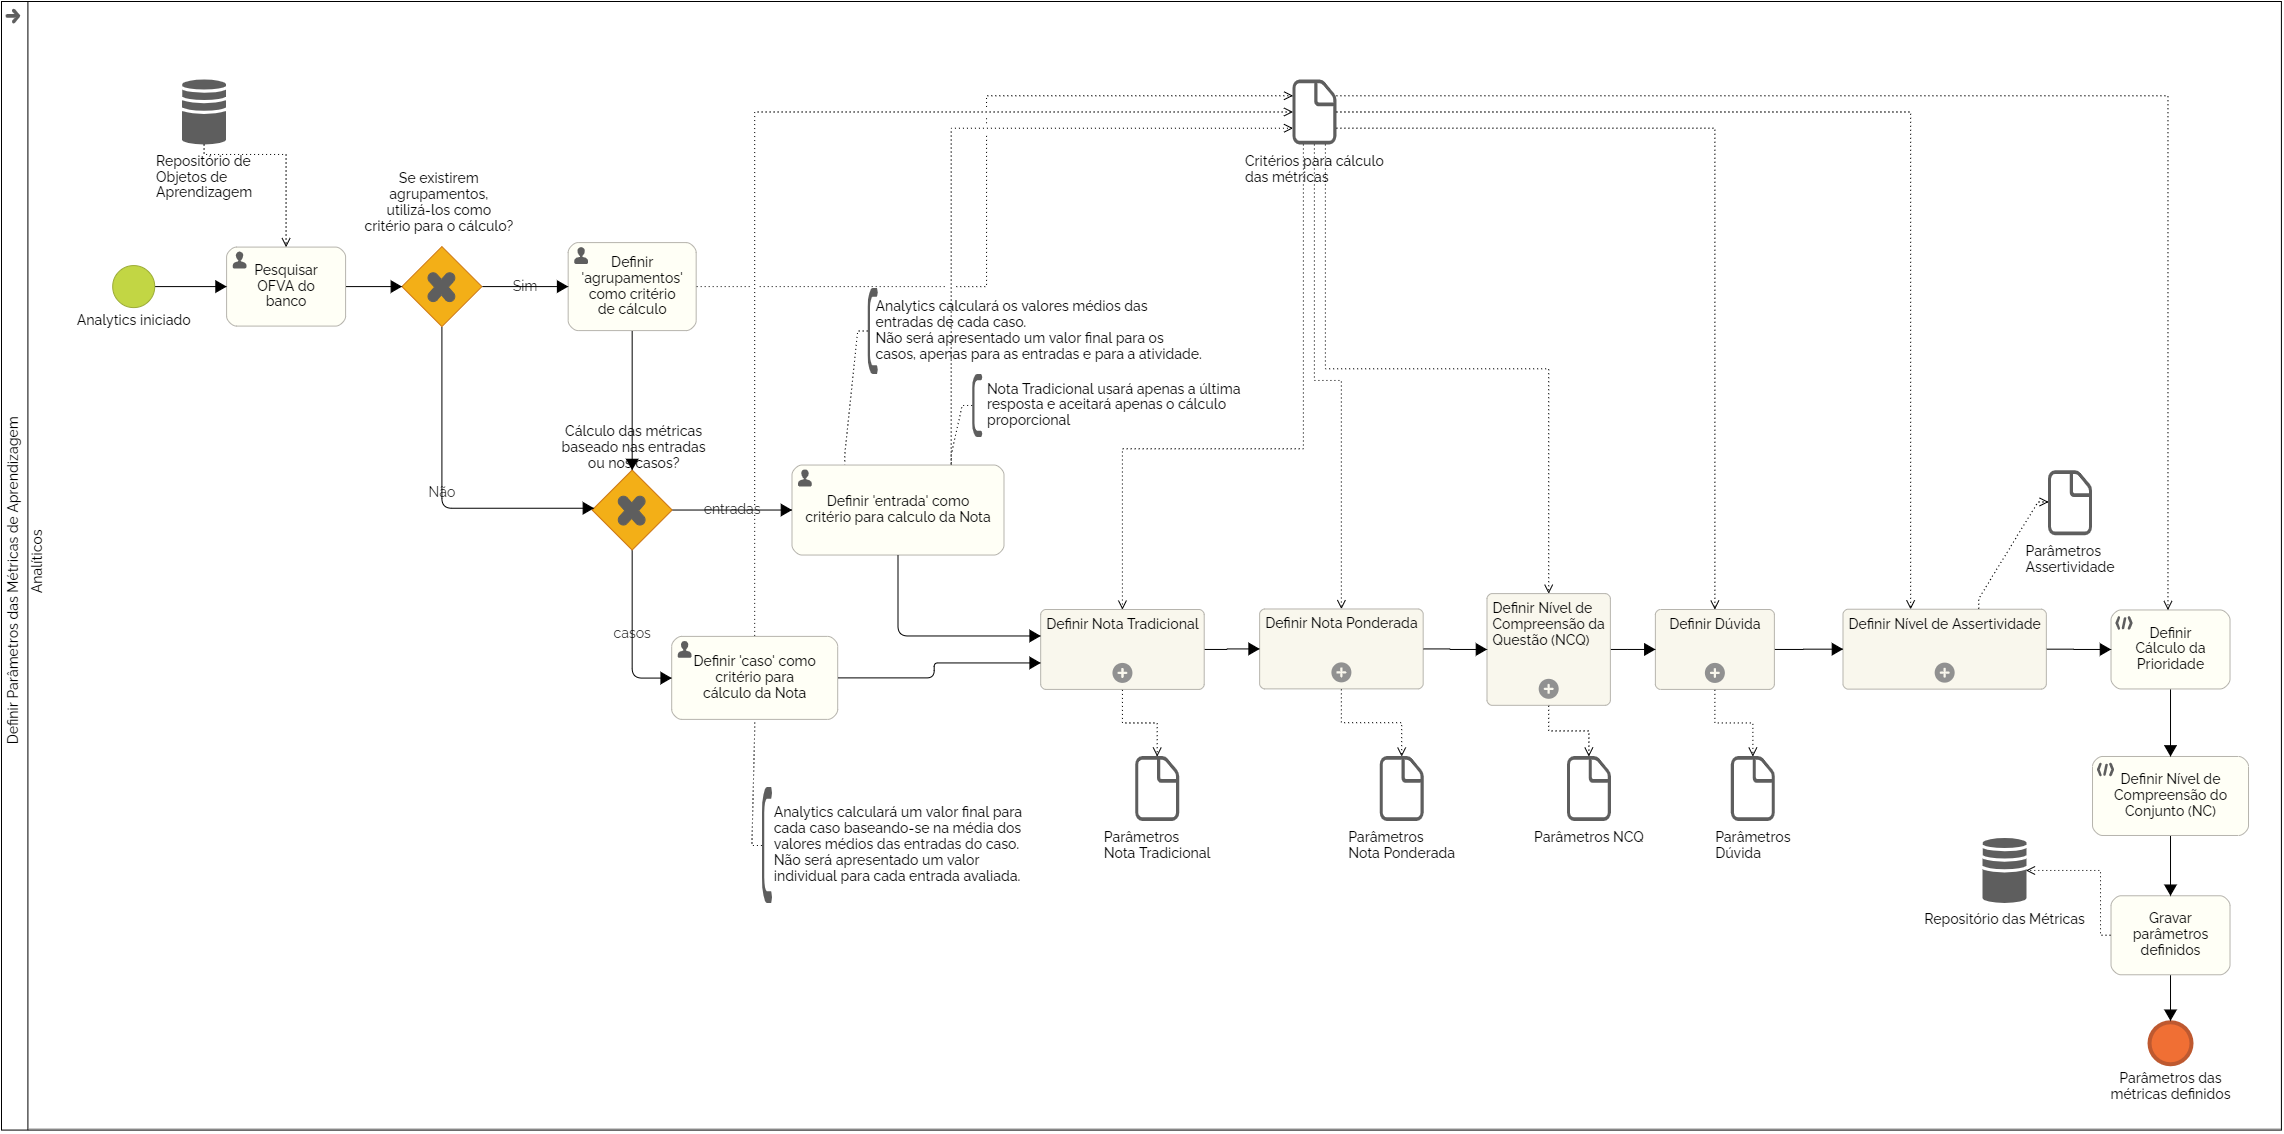 Definir Parâmetros das Métricas de Aprendizagem
Analíticos
Repositório de
Objetos de
Aprendizagem
Analytics iniciado
Pesquisar
OFVA do
banco
Se existirem
agrupamentos,
utilizá-los como
critério para o cálculo?
Sim
Não
Definir
'agrupamentos'
como critério
de cálculo
Critérios para cálculo
das métricas
Analytics calculará os valores médios das
entradas de cada caso.
Não será apresentado um valor final para os
casos, apenas para as entradas e para a atividade.
Nota Tradicional usará apenas a última
resposta e aceitará apenas o cálculo
proporcional
Cálculo das métricas
baseado nas entradas
ou nos casos?
entradas
casos
Definir 'entrada' como
critério para calculo da Nota
Definir 'caso' como
critério para
cálculo da Nota
Analytics calculará um valor final para
cada caso baseando-se na média dos
valores médios das entradas do caso.
Não será apresentado um valor
individual para cada entrada avaliada.
Definir Nota Tradicional
Definir Nota Ponderada
Definir Nível de
Compreensão da
Questão (NCQ)
Definir Dúvida
Definir Nível de Assertividade
Parâmetros
Assertividade
Definir
Cálculo da
Prioridade
Parâmetros
Nota Tradicional
Parâmetros
Nota Ponderada
Parâmetros NCQ
Parâmetros
Dúvida
Definir Nível de
Compreensão do
Conjunto (NC)
Repositório das Métricas
Gravar
parâmetros
definidos
Parâmetros das
métricas definidos